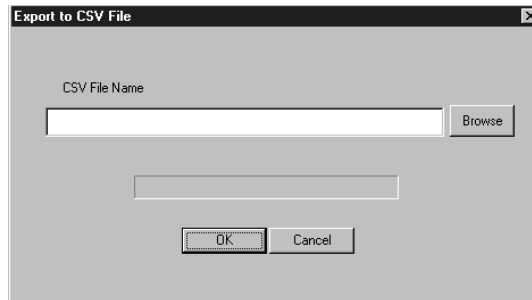 Export to CSV File
CSV File Name
Browse
OK
Cancel